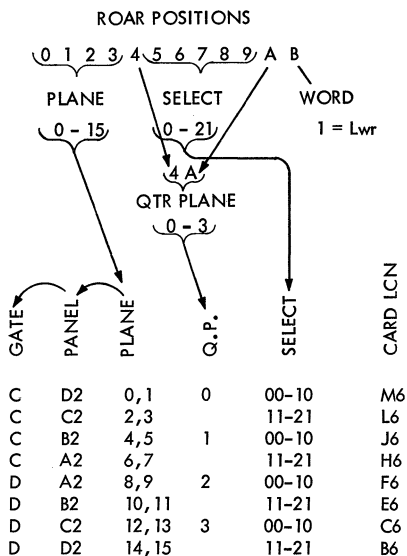 ROAR POSITIONS
0 1 2 3 4 5 6 7 8 9 A B
PLANE SELECT WORD
0 - 15 0 - 21 1 = Lwr
4 A
QTR PLANE
0 - 3
GATE PANEL PLANE Q.P. SELECT CARD LCN
C D2 0,1 0 00-10 M6
C C2 2,3 11-21 L6
C B2 4,5 1 00-10 J6
C A2 6,7 11-21 H6
D A2 8,9 2 00-10 F6
D B2 10,11 11-21 E6
D C2 12,13 3 00-10 C6
D D2 14,15 11-21 B6